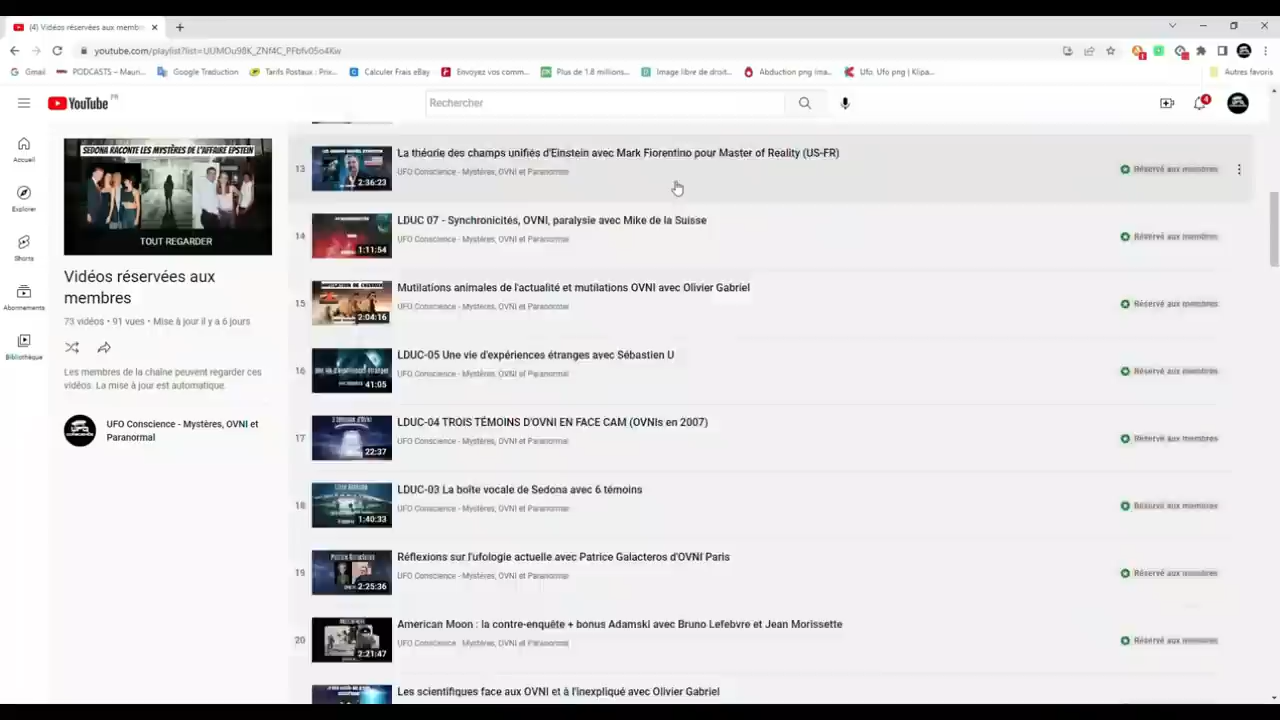 (4) Vidéos réservées aux membr
youtube.com/playlist?list=UUMOu98K_ZNf4C_PFbfv05o4Kw
Gmail
PODCASTS – Mauri...
Google Traduction
Tarifs Postaux : Prix...
Calculer Frais eBay
Envoyez vos comm...
Plus de 1.8 millions...
Image libre de droit...
Abduction png ima...
Ufo. Ufo png | Klipa...
Autres favoris
YouTube FR
Rechercher
4
Accueil
Explorer
Shorts
Abonnements
Bibliothèque
SEDONA RACONTE LES MYSTÈRES DE L'AFFAIRE EPSTEIN
TOUT REGARDER
Vidéos réservées aux
membres
73 vidéos • 91 vues • Mise à jour il y a 6 jours
Les membres de la chaîne peuvent regarder ces
vidéos. La mise à jour est automatique.
UFO Conscience - Mystères, OVNI et
Paranormal
13
2:36:23
La théorie des champs unifiés d'Einstein avec Mark Fiorentino pour Master of Reality (US-FR)
UFO Conscience - Mystères, OVNI et Paranormal
Réservé aux membres
14
1:11:54
LDUC 07 - Synchronicités, OVNI, paralysie avec Mike de la Suisse
UFO Conscience - Mystères, OVNI et Paranormal
Réservé aux membres
15
2:04:16
Mutilations animales de l'actualité et mutilations OVNI avec Olivier Gabriel
UFO Conscience - Mystères, OVNI et Paranormal
Réservé aux membres
16
41:05
LDUC-05 Une vie d'expériences étranges avec Sébastien U
UFO Conscience - Mystères, OVNI et Paranormal
Réservé aux membres
17
22:37
LDUC-04 TROIS TÉMOINS D'OVNI EN FACE CAM (OVNIs en 2007)
UFO Conscience - Mystères, OVNI et Paranormal
Réservé aux membres
18
1:40:33
LDUC-03 La boîte vocale de Sedona avec 6 témoins
UFO Conscience - Mystères, OVNI et Paranormal
Réservé aux membres
19
2:25:36
Réflexions sur l'ufologie actuelle avec Patrice Galacteros d'OVNI Paris
UFO Conscience - Mystères, OVNI et Paranormal
Réservé aux membres
20
2:21:47
American Moon : la contre-enquête + bonus Adamski avec Bruno Lefebvre et Jean Morissette
UFO Conscience - Mystères, OVNI et Paranormal
Réservé aux membres
Les scientifiques face aux OVNI et à l'inexpliqué avec Olivier Gabriel